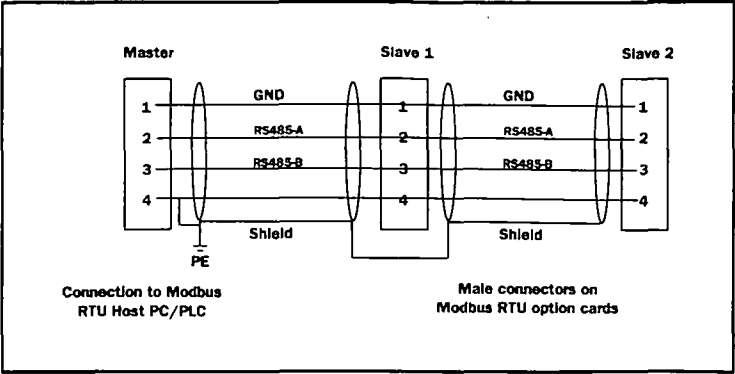 Master
Slave 1
Slave 2
1
GND
1
GND
1
2
RS485-A
2
RS485-A
2
3
RS485-B
3
RS485-B
3
4
4
4
Shield
Shield
PE
Connection to Modbus
RTU Host PC/PLC
Male connectors on
Modbus RTU option cards